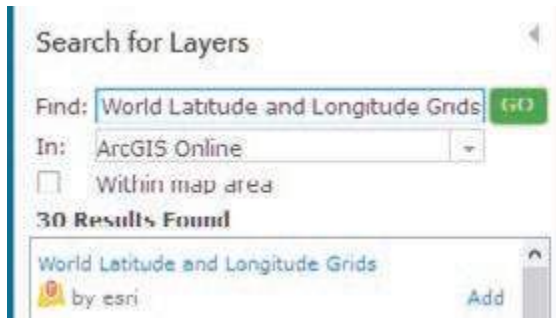 Search for Layers
Find: World Latitude and Longitude Grids GO
In: ArcGIS Online
Within map area
30 Results Found
World Latitude and Longitude Grids
by esri Add